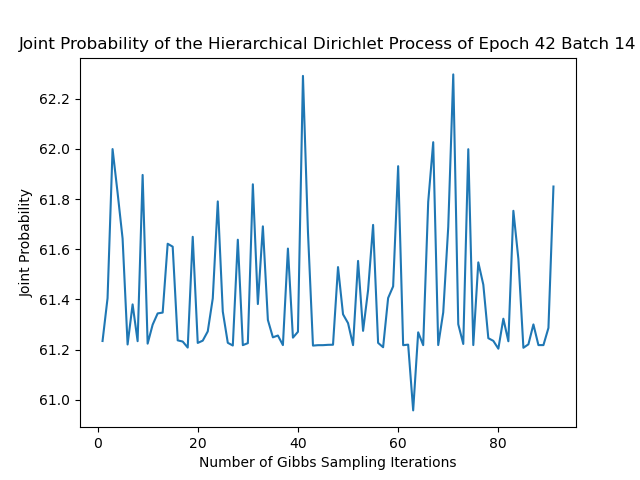 Joint Probability of the Hierarchical Dirichlet Process of Epoch 42 Batch 14
62.2
62.0
61.8
61.6
61.4
61.2
61.0
Joint Probability
0 20 40 60 80
Number of Gibbs Sampling Iterations